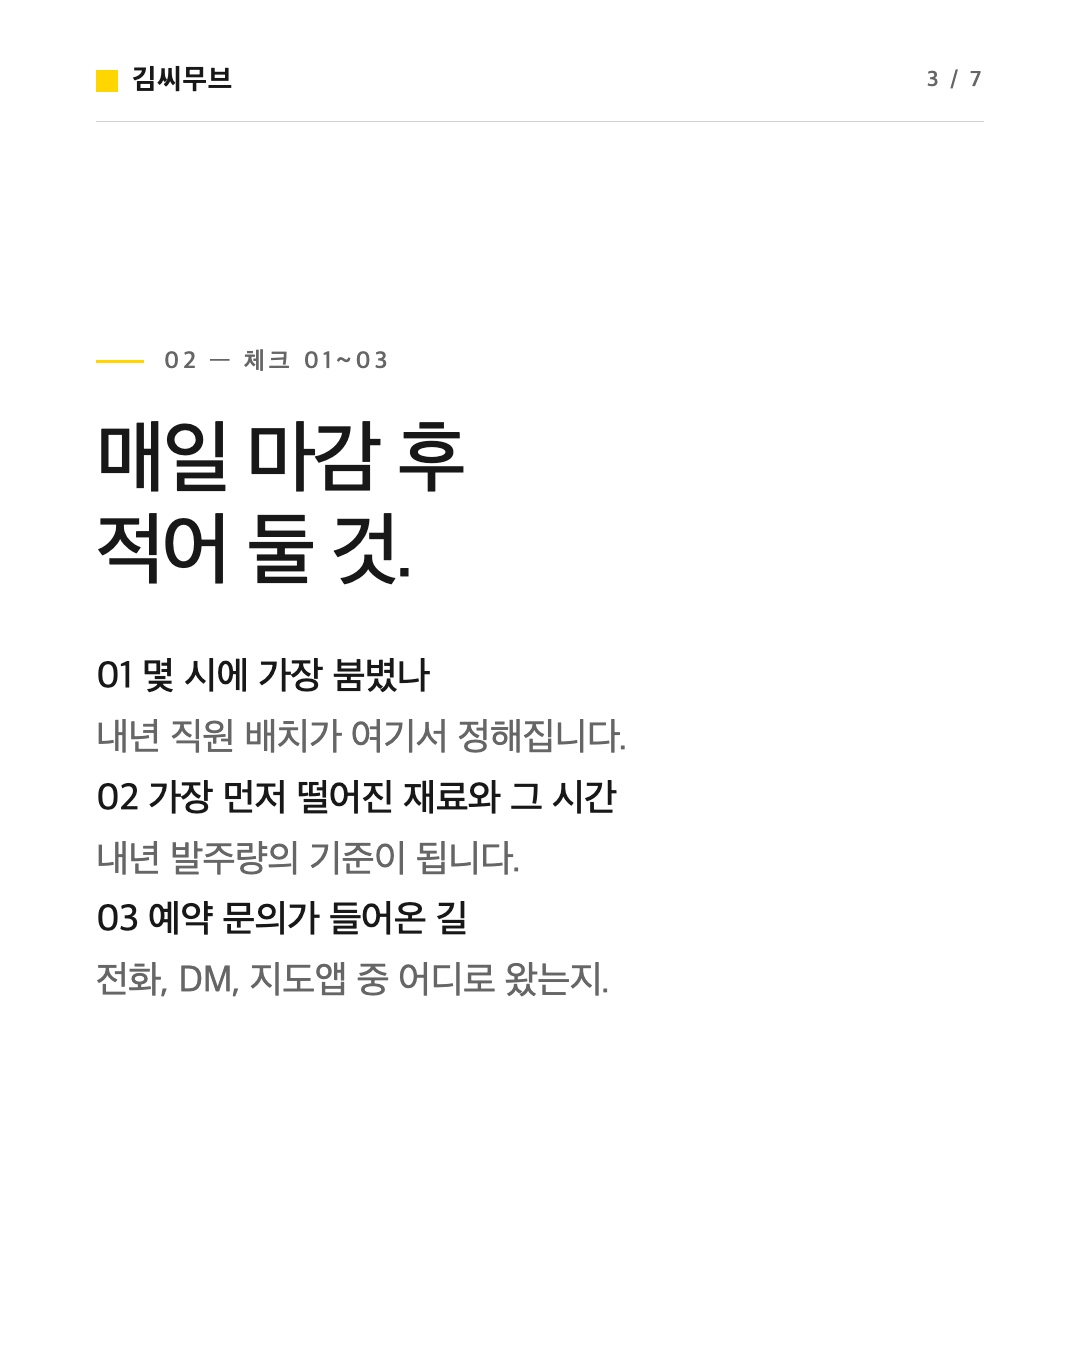 김씨무브
3 / 7
02 — 체크 01~03
매일 마감 후
적어 둘 것.
01 몇 시에 가장 붐볐나
내년 직원 배치가 여기서 정해집니다.
02 가장 먼저 떨어진 재료와 그 시간
내년 발주량의 기준이 됩니다.
03 예약 문의가 들어온 길
전화, DM, 지도앱 중 어디로 왔는지.